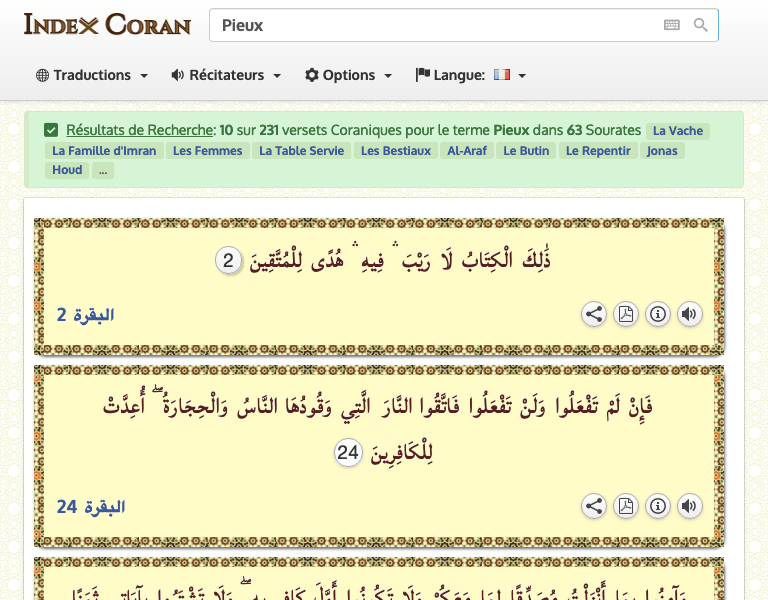 Index Coran
Pieux
Traductions Récitateurs Options Langue:
Résultats de Recherche: 10 sur 231 versets Coraniques pour le terme Pieux dans 63 Sourates La Vache
La Famille d'Imran Les Femmes La Table Servie Les Bestiaux Al-Araf Le Butin Le Repentir Jonas
Houd ...
ذَٰلِكَ الْكِتَابُ لَا رَيْبَ ۛ فِيهِ ۛ هُدًى لِلْمُتَّقِينَ 2
البقرة 2
فَإِنْ لَمْ تَفْعَلُوا وَلَنْ تَفْعَلُوا فَاتَّقُوا النَّارَ الَّتِي وَقُودُهَا النَّاسُ وَالْحِجَارَةُ ۖ أُعِدَّتْ
لِلْكَافِرِينَ 24
البقرة 24